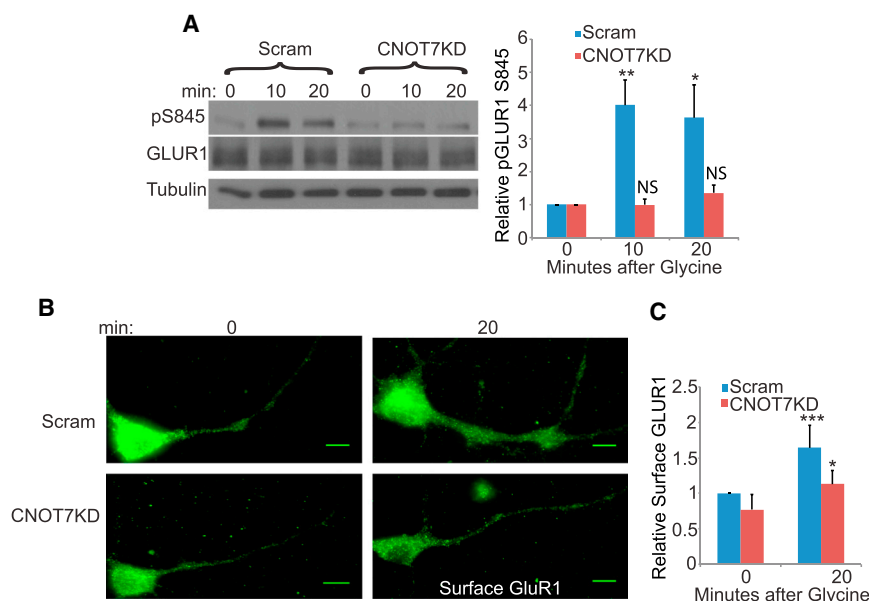 A
Scram
CNOT7KD
min: 0 10 20 0 10 20
pS845
GLUR1
Tubulin
Relative pGLUR1 S845
6
5
4
3
2
1
0
Scram
CNOT7KD
**
*
NS
NS
0 10 20
Minutes after Glycine
B
min: 0 20
Scram
CNOT7KD
Surface GluR1
C
Relative Surface GLUR1
2.5
2
1.5
1
0.5
0
Scram
CNOT7KD
***
*
0 20
Minutes after Glycine